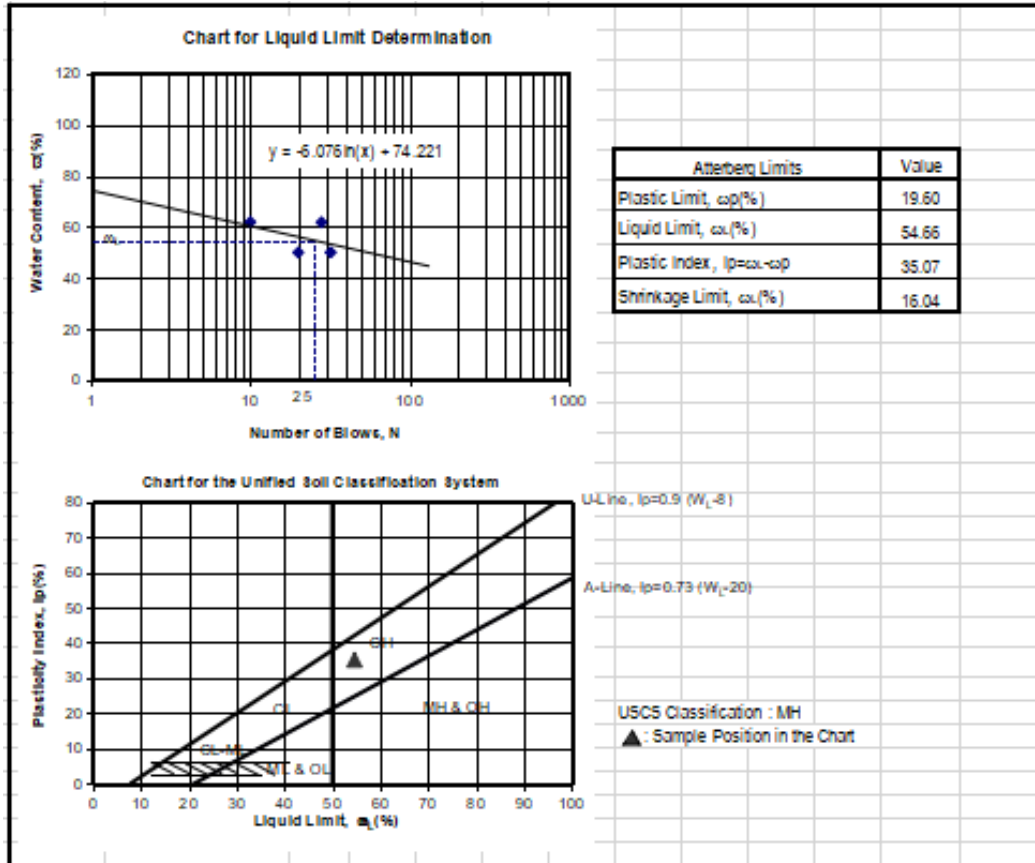 Chart for Liquid Limit Determination
120
100
80
60
40
20
0
Water Content, ω(%)
y = -6.076ln(x) + 74.221
ωL
1
10
25
100
1000
Number of Blows, N
Atterberg Limits Value
Plastic Limit, ωp(%) 19.60
Liquid Limit, ωL(%) 54.66
Plastic Index, Ip=ωL-ωp 35.07
Shrinkage Limit, ωL(%) 16.04
Chart for the Unified Soil Classification System
80
70
60
50
40
30
20
10
0
Plasticity Index, Ip(%)
U-Line, Ip=0.9 (WL-8)
A-Line, Ip=0.73 (WL-20)
CH
CL
MH & OH
CL-ML
ML & OL
0 10 20 30 40 50 60 70 80 90 100
Liquid Limit, ωL(%)
USCS Classification : MH
▲ : Sample Position in the Chart